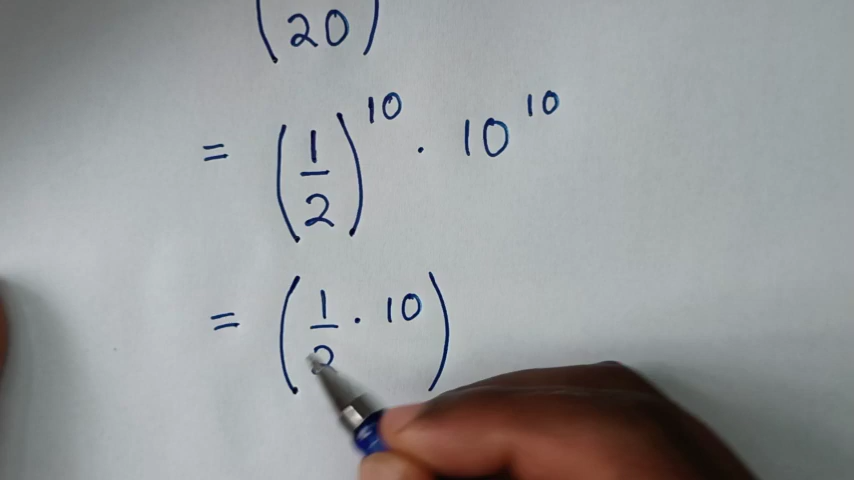 (20)
= (1/2)^10 · 10^10
= (1/2 · 10)